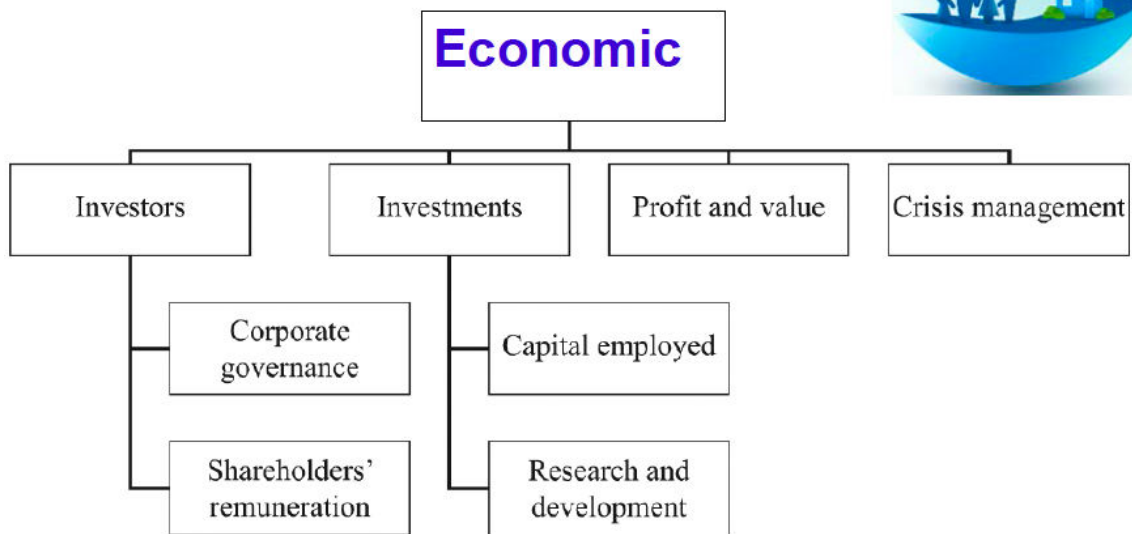 Economic
Investors
Investments
Profit and value
Crisis management
Corporate
governance
Capital employed
Shareholders’
remuneration
Research and
development